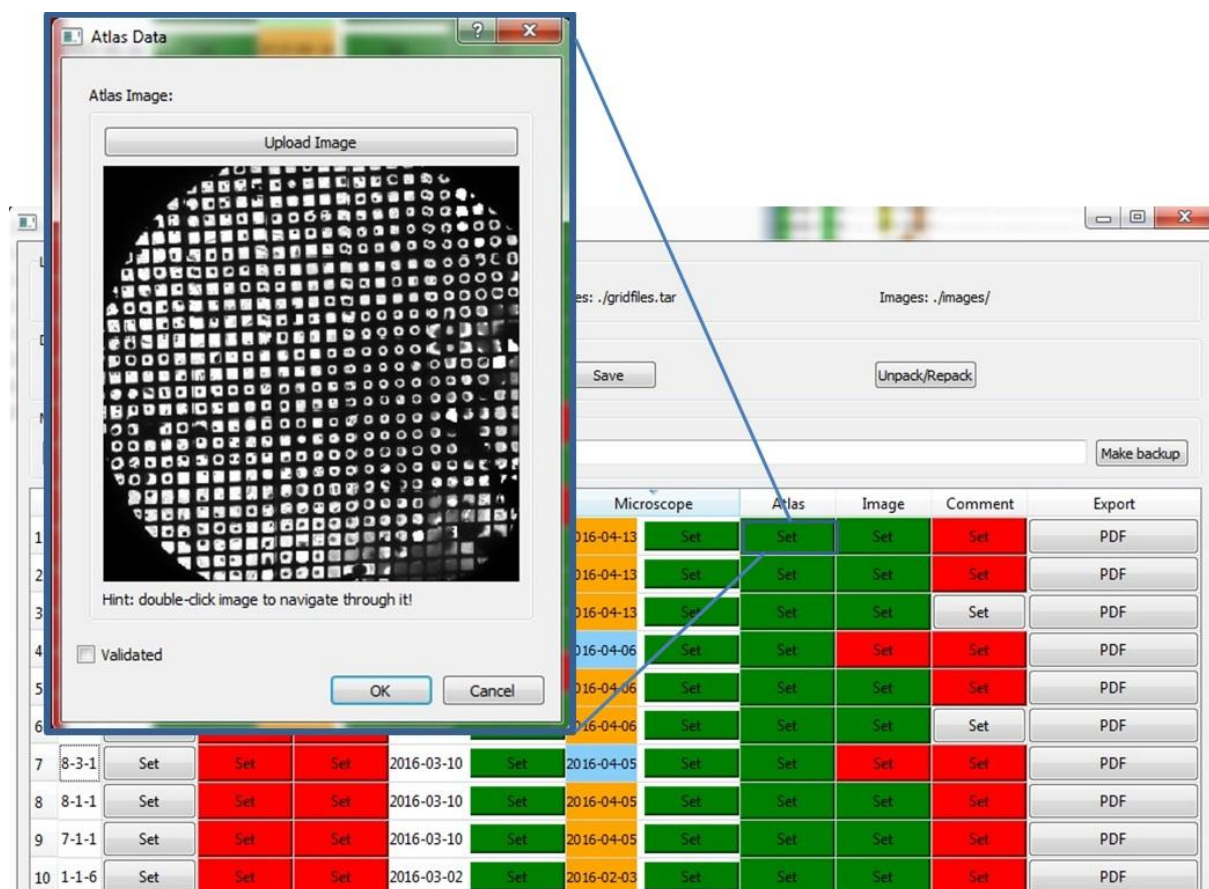 Atlas Data
Atlas Image:
Upload Image
Hint: double-click image to navigate through it!
Validated
OK Cancel
es: ./gridfiles.tar Images: ./images/
Save Unpack/Repack
Make backup
Microscope Atlas Image Comment Export
1 016-04-13 Set Set Set Set PDF
2 016-04-13 Set Set Set Set PDF
3 016-04-13 Set Set Set Set PDF
4 016-04-06 Set Set Set Set PDF
5 016-04-06 Set Set Set Set PDF
6 016-04-06 Set Set Set Set PDF
7 8-3-1 Set Set Set 2016-03-10 Set 2016-04-05 Set Set Set Set PDF
8 8-1-1 Set Set Set 2016-03-10 Set 2016-04-05 Set Set Set Set PDF
9 7-1-1 Set Set Set 2016-03-10 Set 2016-04-05 Set Set Set Set PDF
10 1-1-6 Set Set Set 2016-03-02 Set 2016-02-03 Set Set Set Set PDF